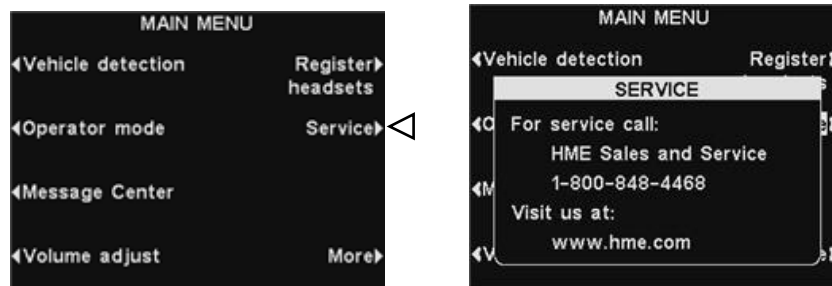 MAIN MENU
Vehicle detection Register
headsets
Operator mode Service
Message Center
Volume adjust More
MAIN MENU
Vehicle detection Register
SERVICE
For service call:
HME Sales and Service
1-800-848-4468
Visit us at:
www.hme.com